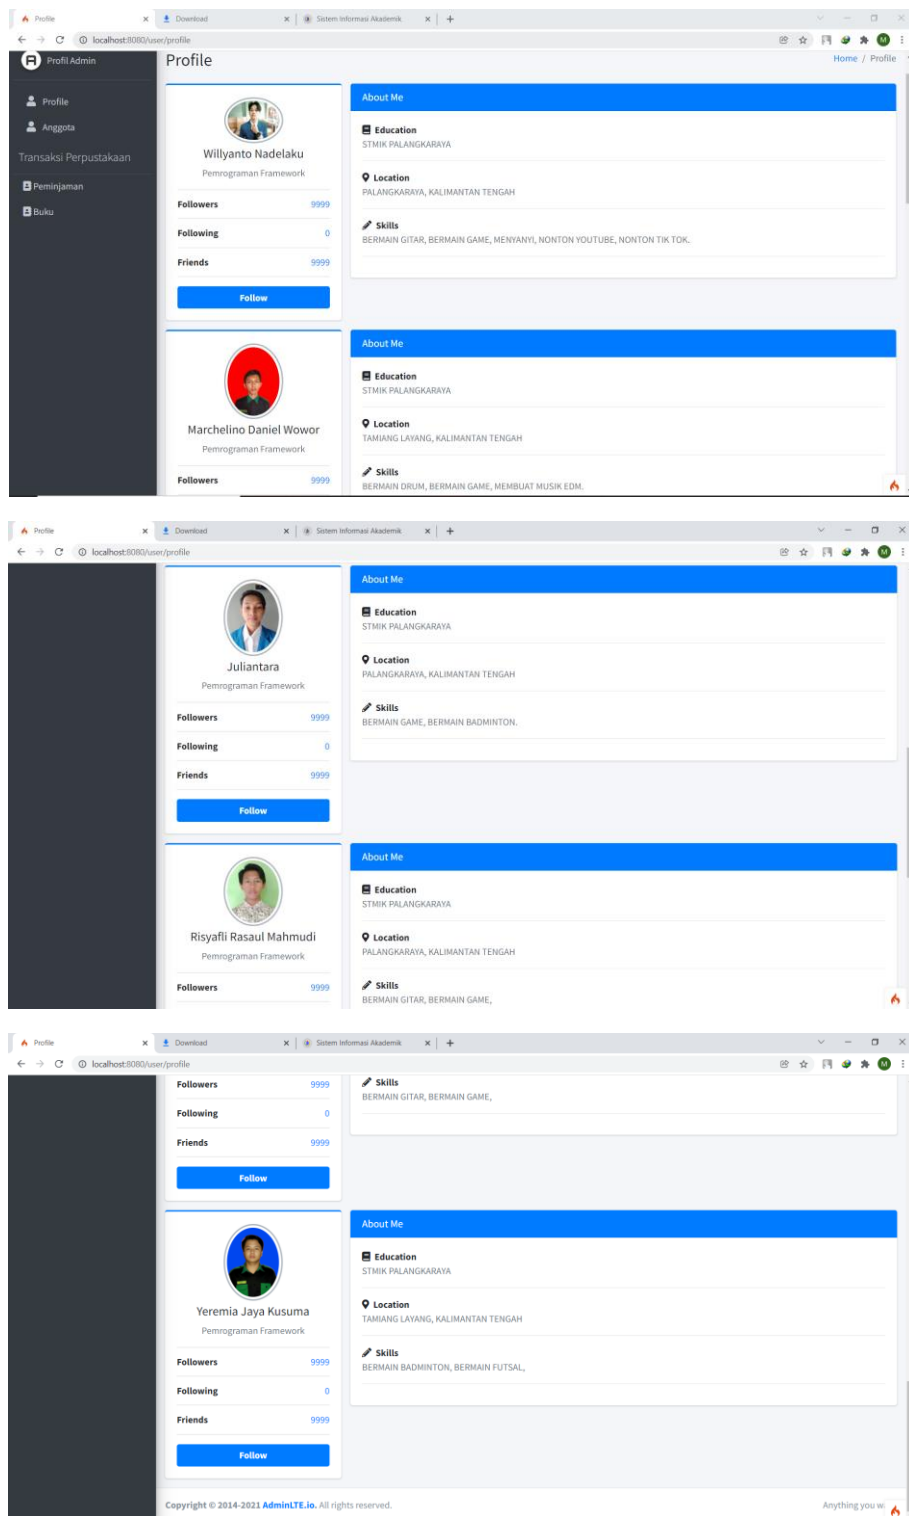 Profile
Download
Sistem Informasi Akademik
localhost:8080/user/profile
M
Profil Admin
Profile
Anggota
Transaksi Perpustakaan
Peminjaman
Buku
Profile
Home / Profile
Willyanto Nadelaku
Pemrograman Framework
Followers 9999
Following 0
Friends 9999
Follow
About Me
Education
STMIK PALANGKARAYA
Location
PALANGKARAYA, KALIMANTAN TENGAH
Skills
BERMAIN GITAR, BERMAIN GAME, MENYANYI, NONTON YOUTUBE, NONTON TIK TOK.
Marchelino Daniel Wowor
Pemrograman Framework
Followers 9999
About Me
Education
STMIK PALANGKARAYA
Location
TAMIANG LAYANG, KALIMANTAN TENGAH
Skills
BERMAIN DRUM, BERMAIN GAME, MEMBUAT MUSIK EDM.
Profile
Download
Sistem Informasi Akademik
localhost:8080/user/profile
M
Juliantara
Pemrograman Framework
Followers 9999
Following 0
Friends 9999
Follow
About Me
Education
STMIK PALANGKARAYA
Location
PALANGKARAYA, KALIMANTAN TENGAH
Skills
BERMAIN GAME, BERMAIN BADMINTON.
Risyafli Rasaul Mahmudi
Pemrograman Framework
Followers 9999
About Me
Education
STMIK PALANGKARAYA
Location
PALANGKARAYA, KALIMANTAN TENGAH
Skills
BERMAIN GITAR, BERMAIN GAME,
Profile
Download
Sistem Informasi Akademik
localhost:8080/user/profile
M
Followers 9999
Following 0
Friends 9999
Follow
Skills
BERMAIN GITAR, BERMAIN GAME,
Yeremia Jaya Kusuma
Pemrograman Framework
Followers 9999
Following 0
Friends 9999
Follow
About Me
Education
STMIK PALANGKARAYA
Location
TAMIANG LAYANG, KALIMANTAN TENGAH
Skills
BERMAIN BADMINTON, BERMAIN FUTSAL,
Copyright © 2014-2021 AdminLTE.io. All rights reserved.
Anything you